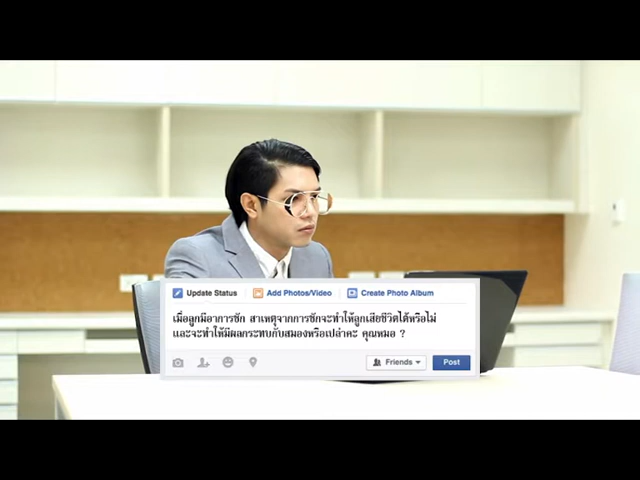 Update Status Add Photos/Video Create Photo Album
เมื่อลูกมีอาการชัก สาเหตุจากการชักจะทำให้ลูกเสียชีวิตได้หรือไม่
และจะทำให้มีผลกระทบกับสมองหรือเปล่าคะ คุณหมอ ?
Friends Post